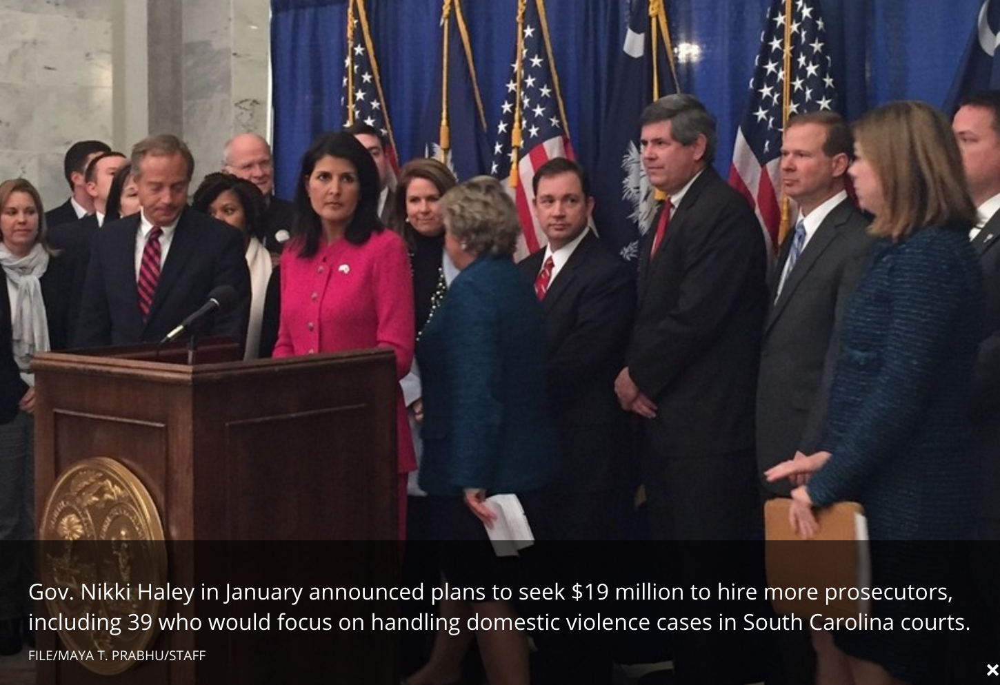 Gov. Nikki Haley in January announced plans to seek $19 million to hire more prosecutors,
including 39 who would focus on handling domestic violence cases in South Carolina courts.
FILE/MAYA T. PRABHU/STAFF